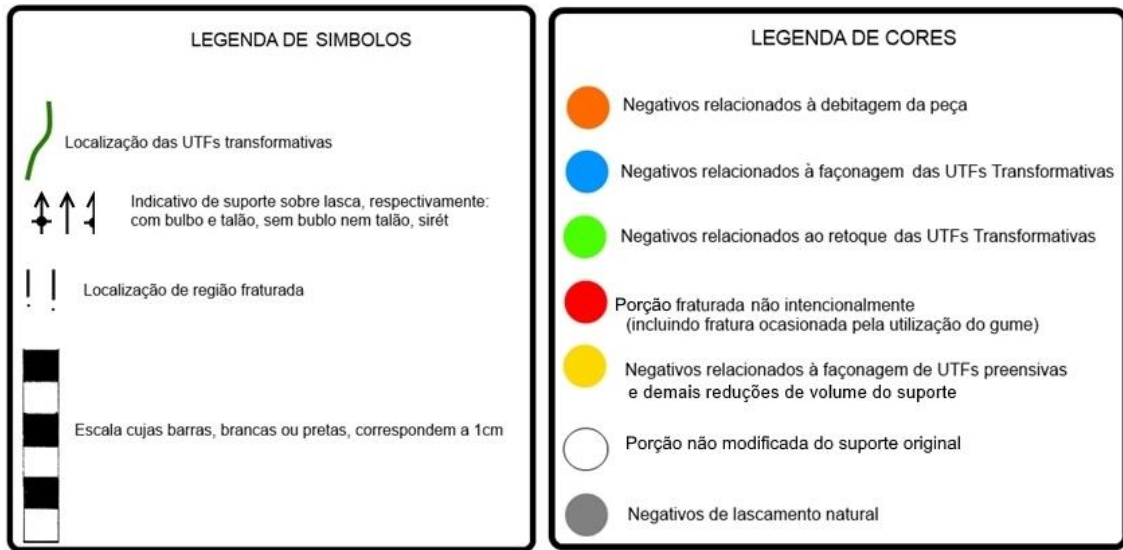 LEGENDA DE SIMBOLOS
Localização das UTFs transformativas
Indicativo de suporte sobre lasca, respectivamente:
com bulbo e talão, sem bublo nem talão, sirét
Localização de região fraturada
Escala cujas barras, brancas ou pretas, correspondem a 1cm
LEGENDA DE CORES
Negativos relacionados à debitagem da peça
Negativos relacionados à façonagem das UTFs Transformativas
Negativos relacionados ao retoque das UTFs Transformativas
Porção fraturada não intencionalmente
(incluindo fratura ocasionada pela utilização do gume)
Negativos relacionados à façonagem de UTFs preensivas
e demais reduções de volume do suporte
Porção não modificada do suporte original
Negativos de lascamento natural